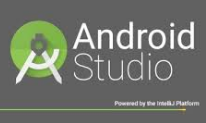 Android
Studio
Powered by the IntelliJ Platform